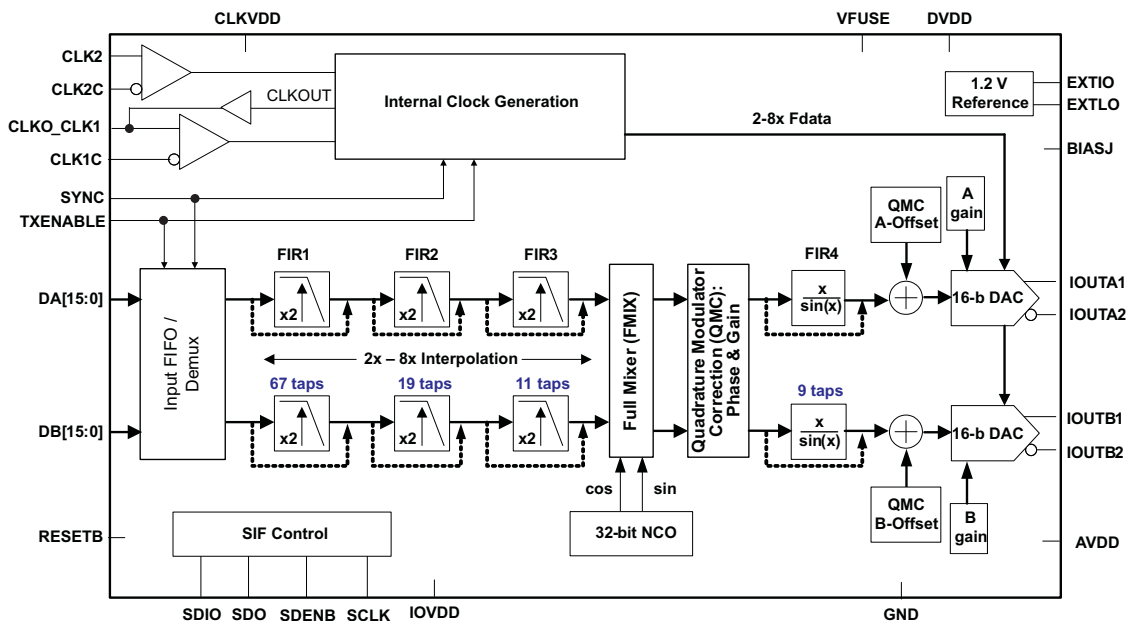 CLKVDD
VFUSE
DVDD
CLK2
CLK2C
CLKOUT
CLKO_CLK1
CLK1C
Internal Clock Generation
1.2 V
Reference
EXTIO
EXTLO
2-8x Fdata
BIASJ
SYNC
TXENABLE
QMC
A-Offset
A
gain
FIR1
FIR2
FIR3
FIR4
DA[15:0]
Input FIFO /
Demux
x2
x2
x2
Full Mixer (FMIX)
Quadrature Modulator
Correction (QMC):
Phase & Gain
x
sin(x)
16-b DAC
IOUTA1
IOUTA2
2x – 8x Interpolation
67 taps
19 taps
11 taps
9 taps
DB[15:0]
x2
x2
x2
x
sin(x)
16-b DAC
IOUTB1
IOUTB2
cos
sin
QMC
B-Offset
B
gain
RESETB
SIF Control
32-bit NCO
AVDD
SDIO
SDO
SDENB
SCLK
IOVDD
GND